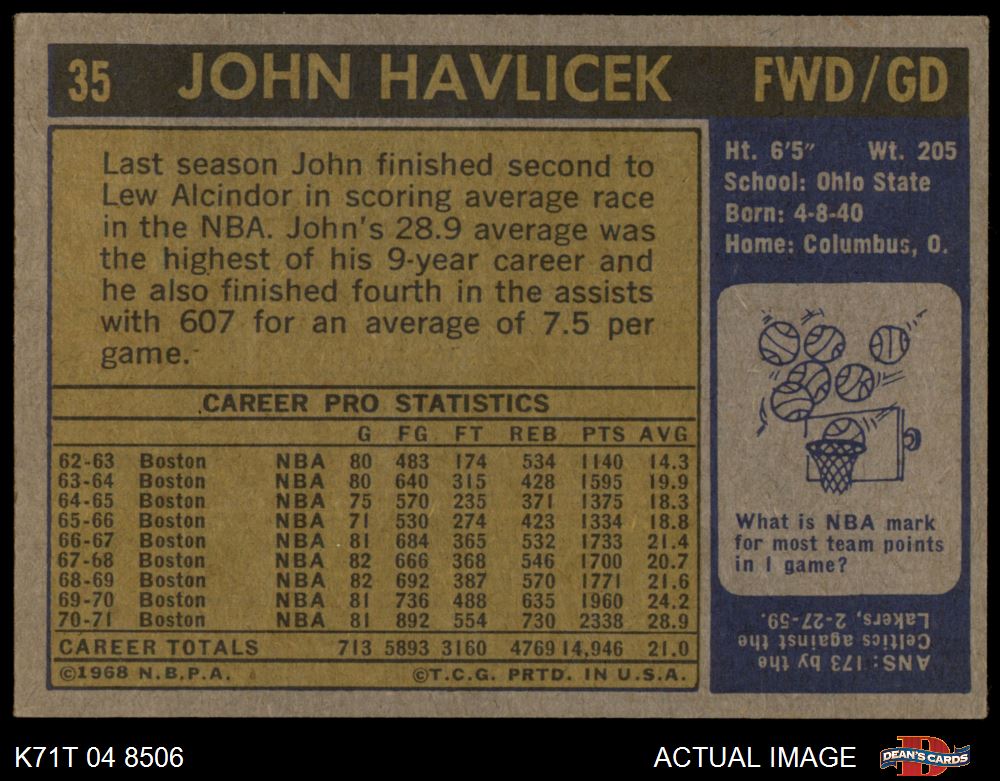 35 JOHN HAVLICEK FWD/GD
Last season John finished second to
Lew Alcindor in scoring average race
in the NBA. John's 28.9 average was
the highest of his 9-year career and
he also finished fourth in the assists
with 607 for an average of 7.5 per
game.
CAREER PRO STATISTICS
G FG FT REB PTS AVG
62-63 Boston NBA 80 483 174 534 1140 14.3
63-64 Boston NBA 80 640 315 428 1595 19.9
64-65 Boston NBA 75 570 235 371 1375 18.3
65-66 Boston NBA 71 530 274 423 1334 18.8
66-67 Boston NBA 81 684 365 532 1733 21.4
67-68 Boston NBA 82 666 368 546 1700 20.7
68-69 Boston NBA 82 692 387 570 1771 21.6
69-70 Boston NBA 81 736 488 635 1960 24.2
70-71 Boston NBA 81 892 554 730 2338 28.9
CAREER TOTALS 713 5893 3160 4769 14,946 21.0
©1968 N.B.P.A. ©T.C.G. PRTD. IN U.S.A.
Ht. 6'5" Wt. 205
School: Ohio State
Born: 4-8-40
Home: Columbus, O.
What is NBA mark
for most team points
in 1 game?
ANS: 173 by the
Celtics against the
Lakers, 2-27-59.
K71T 04 8506 ACTUAL IMAGE DEAN'S CARDS